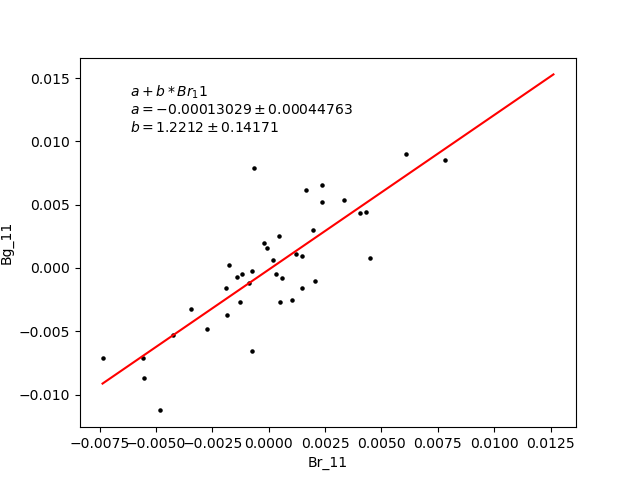 0.015
0.010
0.005
0.000
−0.005
−0.010
Bg_11
a + b * Br₁1
a = −0.00013029 ± 0.00044763
b = 1.2212 ± 0.14171
−0.0075 −0.0050 −0.0025 0.0000 0.0025 0.0050 0.0075 0.0100 0.0125
Br_11